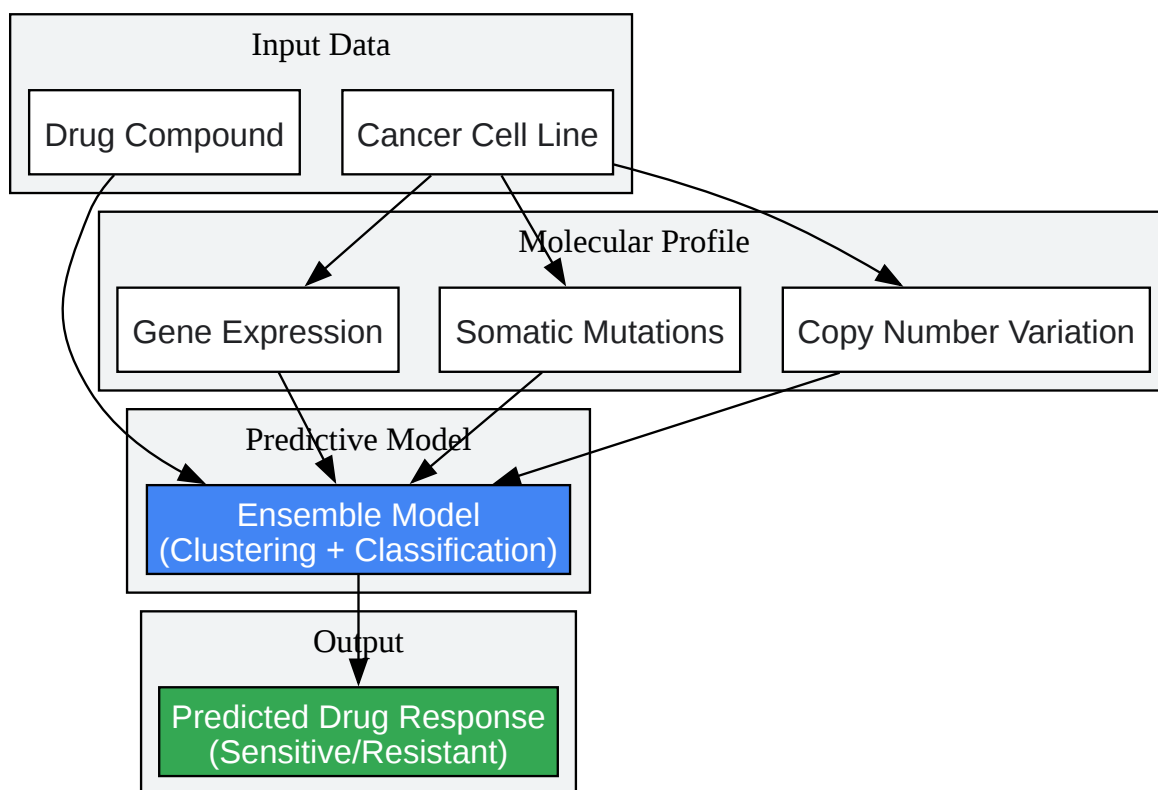 Input Data
Drug Compound
Cancer Cell Line
Molecular Profile
Gene Expression
Somatic Mutations
Copy Number Variation
Predictive Model
Ensemble Model
(Clustering + Classification)
Output
Predicted Drug Response
(Sensitive/Resistant)